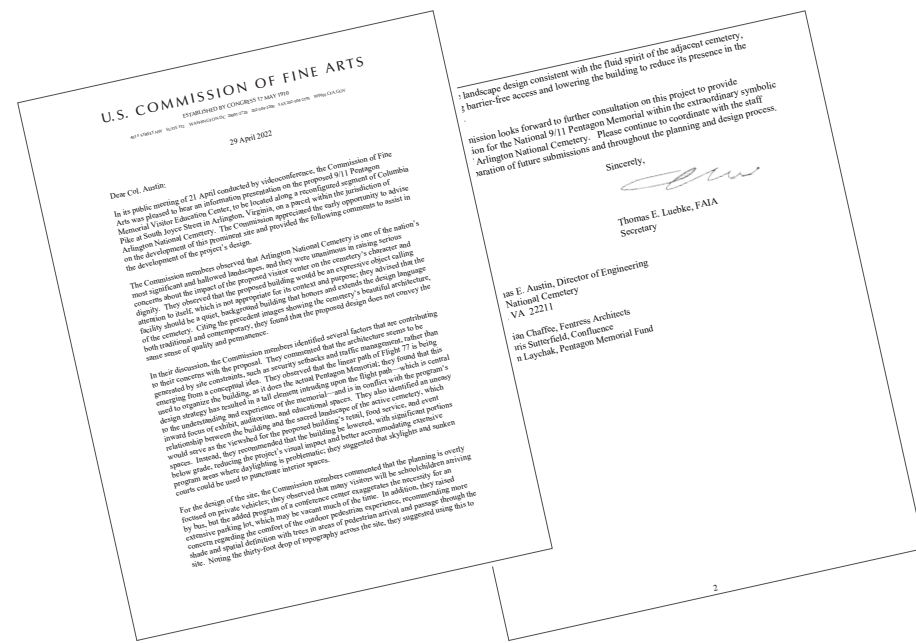 U.S. COMMISSION OF FINE ARTS
ESTABLISHED BY CONGRESS 17 MAY 1910
29 April 2022
Dear Col. Austin:
In its public meeting of 21 April conducted by videoconference, the Commission of Fine
Arts was pleased to hear an information presentation on the proposed 9/11 Pentagon
Memorial Visitor Education Center, to be located along a reconfigured segment of Columbia
Pike at South Joyce Street in Arlington, Virginia, on a parcel within the jurisdiction of
Arlington National Cemetery. The Commission appreciated the early opportunity to advise
on the development of this prominent site and provided the following comments to assist in
the development of the project's design.
The Commission members observed that Arlington National Cemetery is one of the nation's
most significant and hallowed landscapes, and they were unanimous in raising serious
concerns about the impact of the proposed visitor center on the cemetery's character and
dignity. They observed that the proposed building would be an expressive object calling
attention to itself, which is not appropriate for its context and purpose; they advised that the
facility should be a quiet, background building that honors and extends the design language
of the cemetery. Citing the precedent images showing the cemetery's beautiful architecture,
both traditional and contemporary, they found that the proposed design does not convey the
same sense of quality and permanence.
In their discussion, the Commission members identified several factors that are contributing
to their concerns with the proposal. They commented that the architecture seems to be
generated by site constraints, such as security setbacks and traffic management, rather than
emerging from a conceptual idea. They observed that the linear path of Flight 77 is being
used to organize the building, as it does the actual Pentagon Memorial; they found that this
design strategy has resulted in a tall element intruding upon the flight path—which is central
to the understanding and experience of the memorial—and is in conflict with the program's
inward focus of exhibit, auditorium, and educational spaces. They also identified an uneasy
relationship between the building and the sacred landscape of the active cemetery, which
would serve as the viewshed for the proposed building's retail, food service, and event
spaces. Instead, they recommended that the building be lowered, with significant portions
below grade, reducing the project's visual impact and better accommodating extensive
program areas where daylighting is problematic; they suggested that skylights and sunken
courts could be used to punctuate interior spaces.
For the design of the site, the Commission members commented that the planning is overly
focused on private vehicles; they observed that many visitors will be schoolchildren arriving
by bus, but the added program of a conference center exaggerates the necessity for an
extensive parking lot, which may be vacant much of the time. In addition, they raised
concern regarding the comfort of the outdoor pedestrian experience, recommending more
shade and spatial definition with trees in areas of pedestrian arrival and passage through the
site. Noting the thirty-foot drop of topography across the site, they suggested using this to
landscape design consistent with the fluid spirit of the adjacent cemetery,
barrier-free access and lowering the building to reduce its presence in the
mission looks forward to further consultation on this project to provide
ion for the National 9/11 Pentagon Memorial within the extraordinary symbolic
Arlington National Cemetery. Please continue to coordinate with the staff
paration of future submissions and throughout the planning and design process.
Sincerely,
Thomas E. Luebke, FAIA
Secretary
as E. Austin, Director of Engineering
National Cemetery
VA 22211
ian Chaffee, Fentress Architects
ris Sutterfield, Confluence
n Laychak, Pentagon Memorial Fund
2